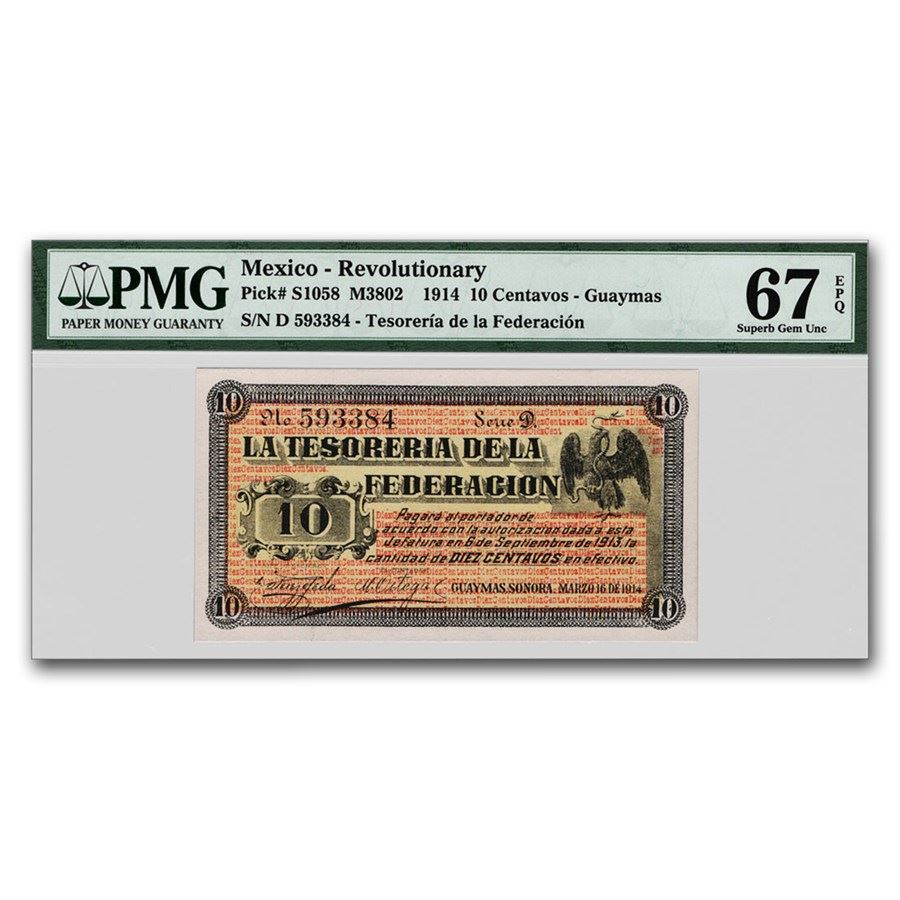 PMG
PAPER MONEY GUARANTY
Mexico - Revolutionary
Pick# S1058 M3802 1914 10 Centavos - Guaymas
S/N D 593384 - Tesorería de la Federación
67
EPQ
Superb Gem Unc
10 10
No 593384 Serie D.
LA TESORERIA DE LA
FEDERACION
10
Pagará al portador de
acuerdo con la autorización dada a esta
Jefatura en 6 de Septiembre de 1913, la
cantidad de DIEZ CENTAVOS, en efectivo.
GUAYMAS, SONORA, MARZO 16 DE 1914
10 10